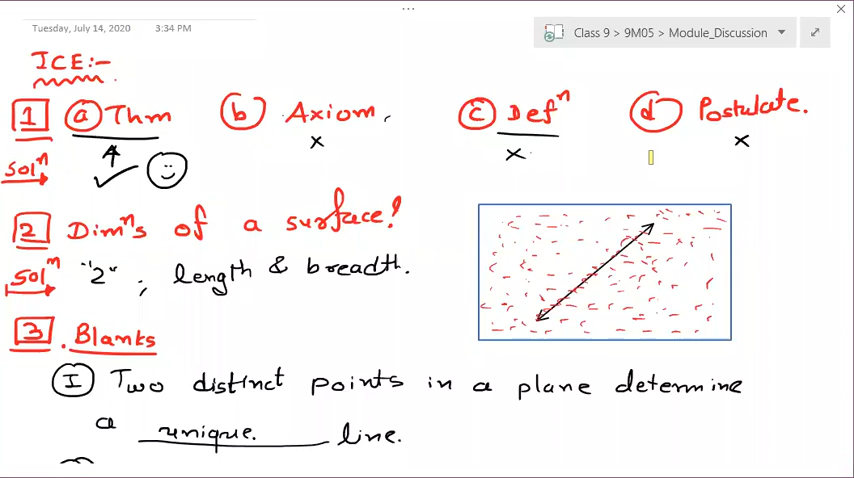 Tuesday, July 14, 2020 3:34 PM
Class 9 > 9M05 > Module_Discussion
ICE:-
1 a Thm b Axiom, c Defⁿ d Postulate.
Solⁿ
2 Dimⁿs of a surface?
Solⁿ "2", length & breadth.
3 . Blanks
I Two distinct points in a plane determine
a unique. line.